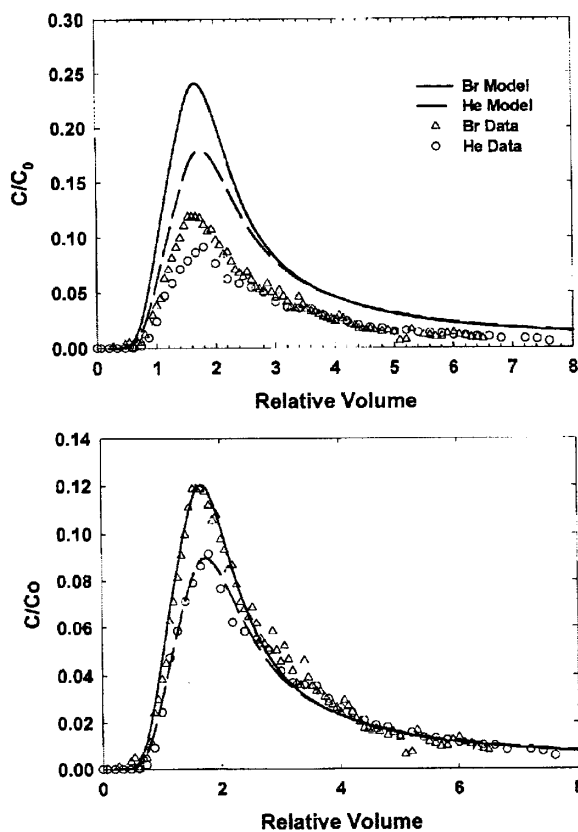 0.30
0.25
0.20
0.15
0.10
0.05
0.00
C/C0
Br Model
He Model
Br Data
He Data
0 1 2 3 4 5 6 7 8
Relative Volume
0.14
0.12
0.10
0.08
0.06
0.04
0.02
0.00
C/Co
0 2 4 6 8
Relative Volume